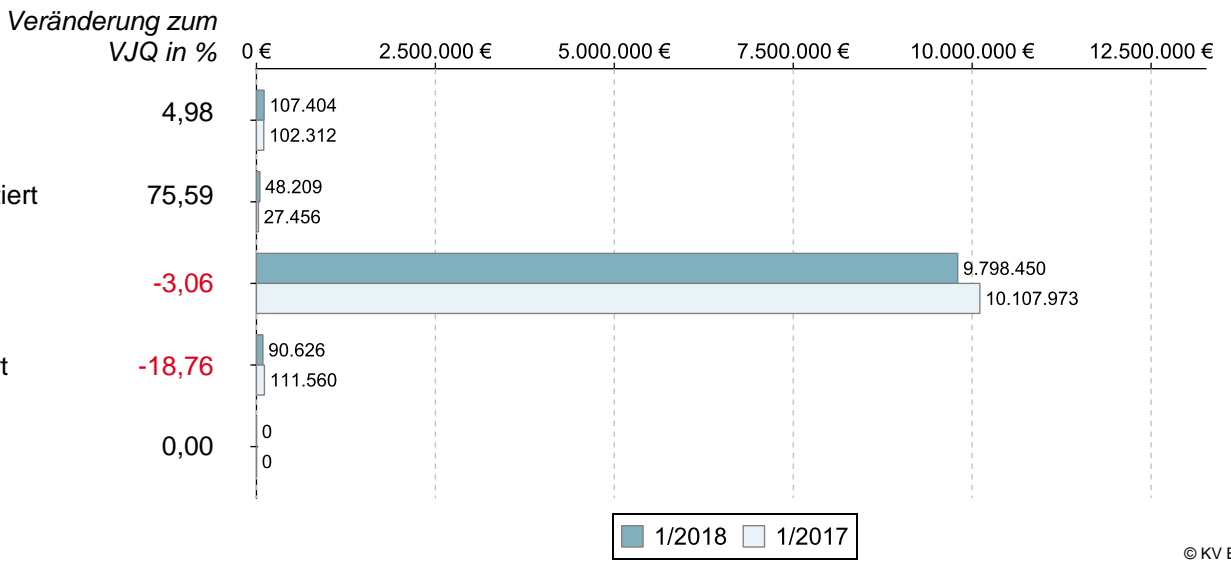 Veränderung zum
VJQ in %
0 € 2.500.000 € 5.000.000 € 7.500.000 € 10.000.000 € 12.500.000 €
4,98 107.404
102.312
tiert 75,59 48.209
27.456
-3,06 9.798.450
10.107.973
rt -18,76 90.626
111.560
0,00 0
0
1/2018 1/2017
© KV